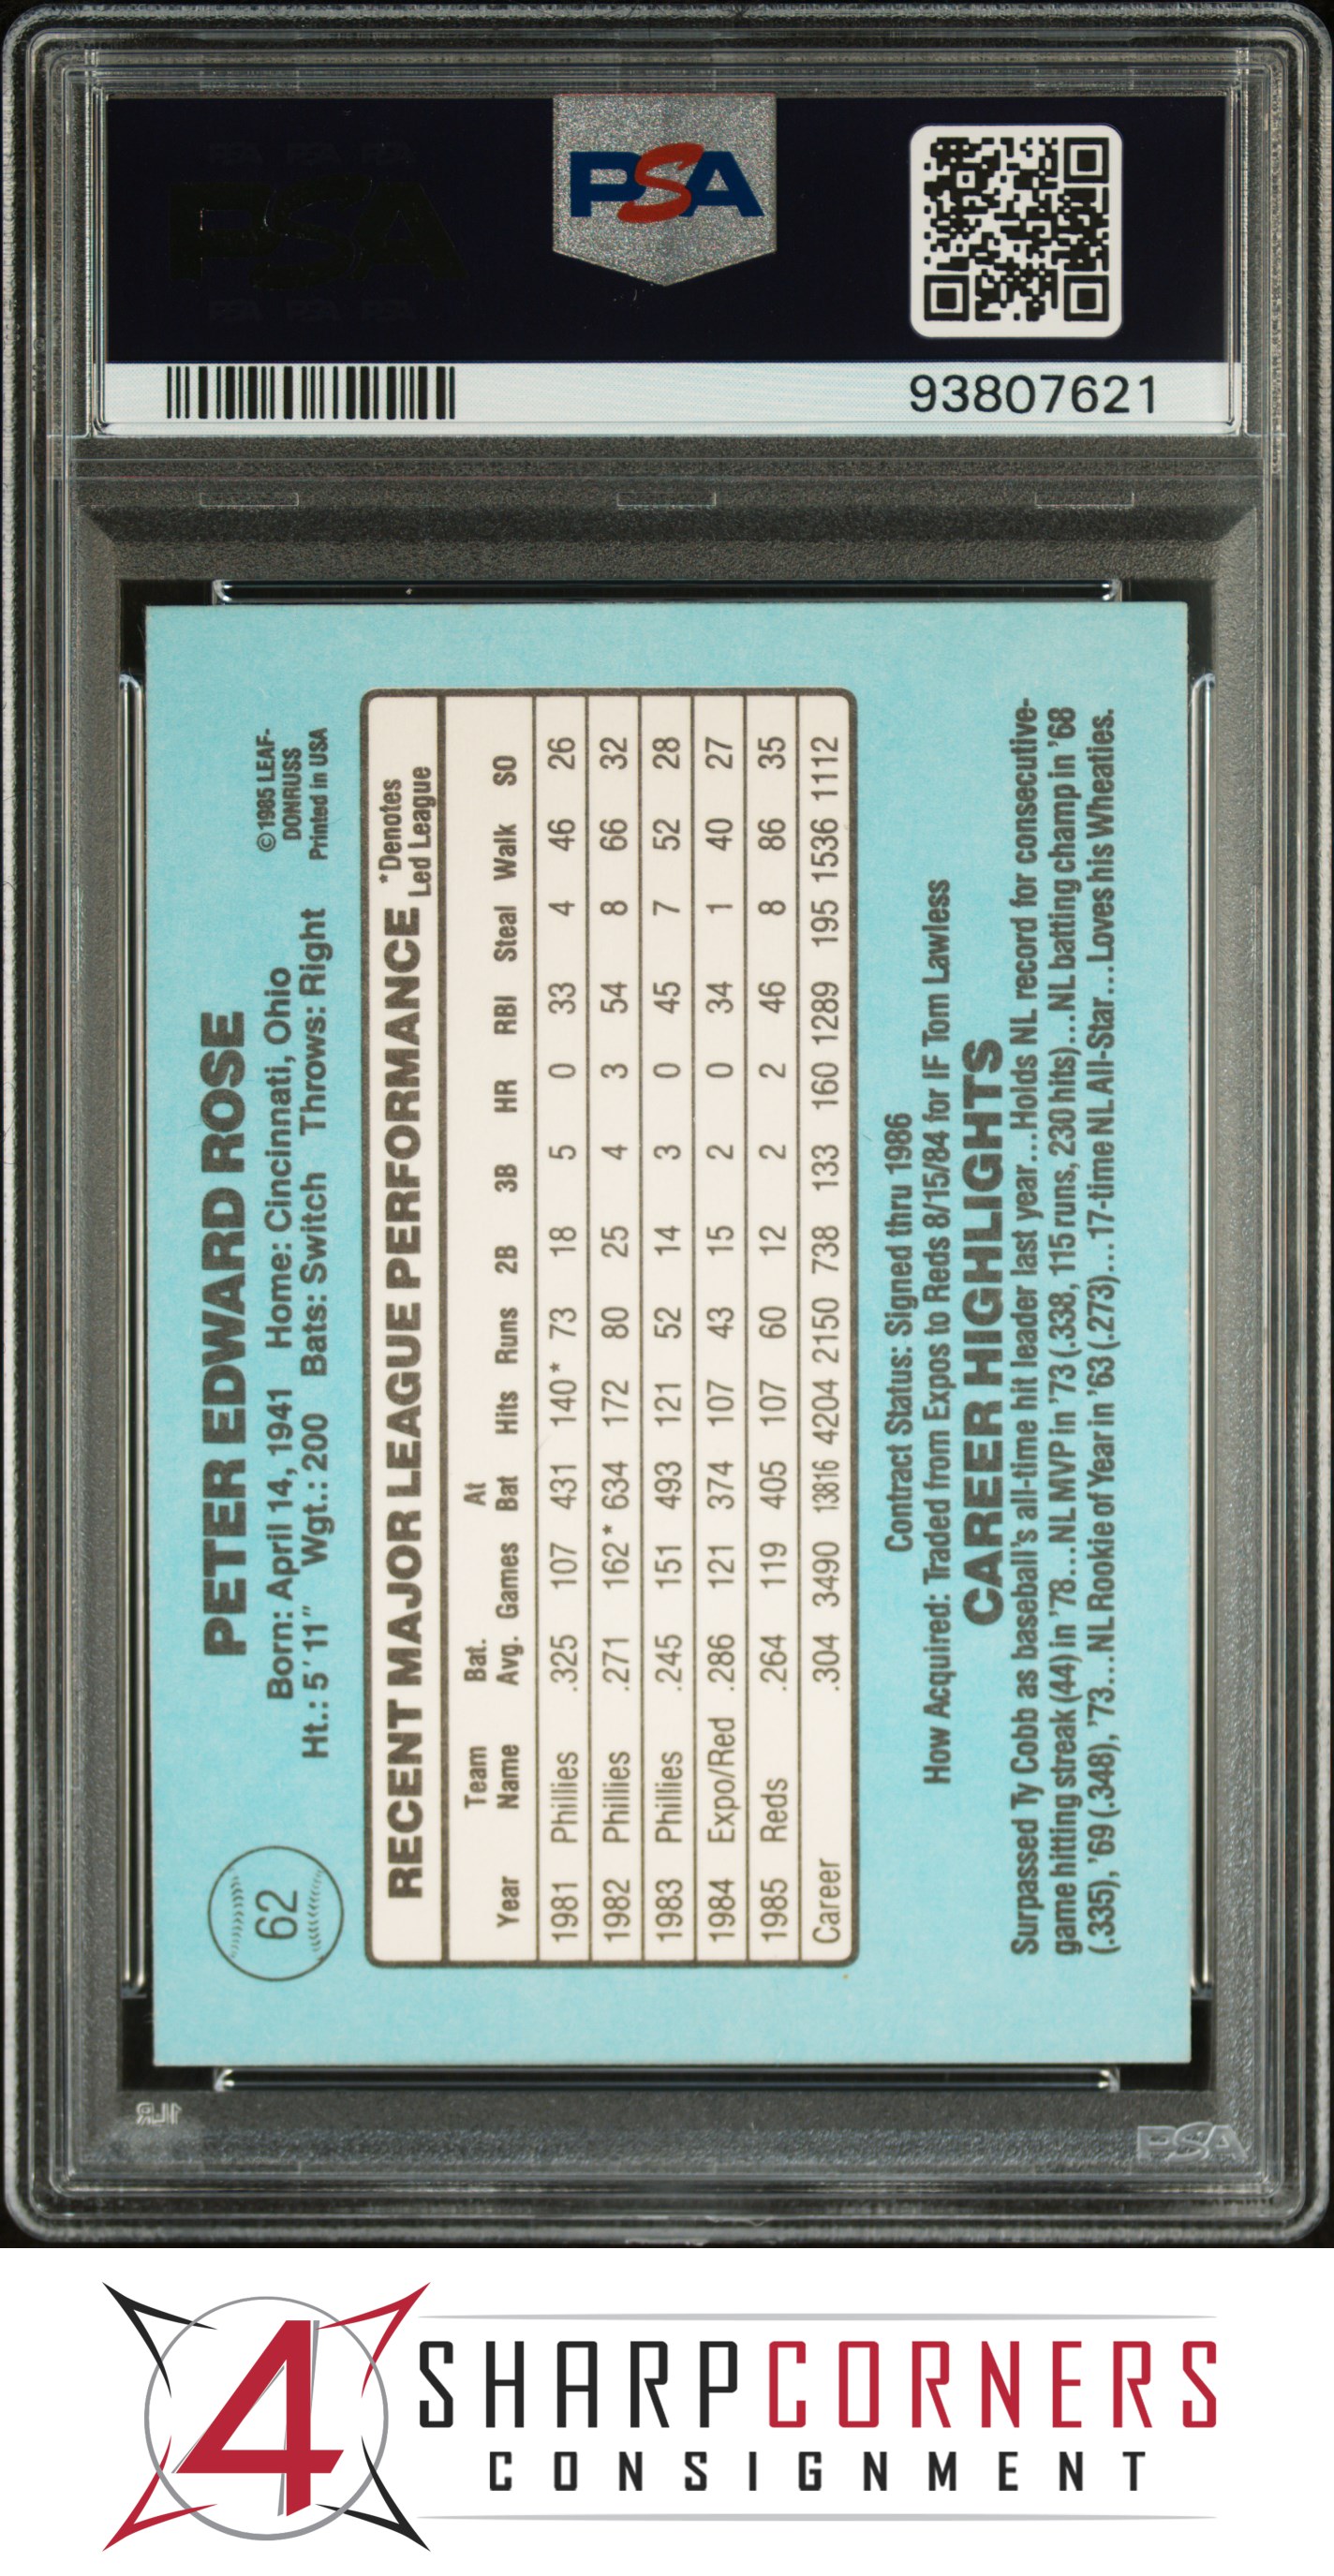 PSA PSA PSA
PSA
PSA PSA PSA
PSA
93807621
62
PETER EDWARD ROSE
©1985 LEAF-
DONRUSS
Printed in USA
Born: April 14, 1941 Home: Cincinnati, Ohio
Ht.: 5'11" Wgt.: 200 Bats: Switch Throws: Right
RECENT MAJOR LEAGUE PERFORMANCE *Denotes
Led League
Year Team Name Bat. Avg. Games At Bat Hits Runs 2B 3B HR RBI Steal Walk SO
1981 Phillies .325 107 431 140* 73 18 5 0 33 4 46 26
1982 Phillies .271 162* 634 172 80 25 4 3 54 8 66 32
1983 Phillies .245 151 493 121 52 14 3 0 45 7 52 28
1984 Expo/Red .286 121 374 107 43 15 2 0 34 1 40 27
1985 Reds .264 119 405 107 60 12 2 2 46 8 86 35
Career .304 3490 13816 4204 2150 738 133 160 1289 195 1536 1112
Contract Status: Signed thru 1986
How Acquired: Traded from Expos to Reds 8/15/84 for IF Tom Lawless
CAREER HIGHLIGHTS
Surpassed Ty Cobb as baseball's all-time hit leader last year...Holds NL record for consecutive-
game hitting streak (44) in '78...NL MVP in '73 (.338, 115 runs, 230 hits)...NL batting champ in '68
(.335), '69 (.348), '73...NL Rookie of Year in '63 (.273)...17-time NL All-Star...Loves his Wheaties.
1LR
PSA
4
SHARPCORNERS
CONSIGNMENT